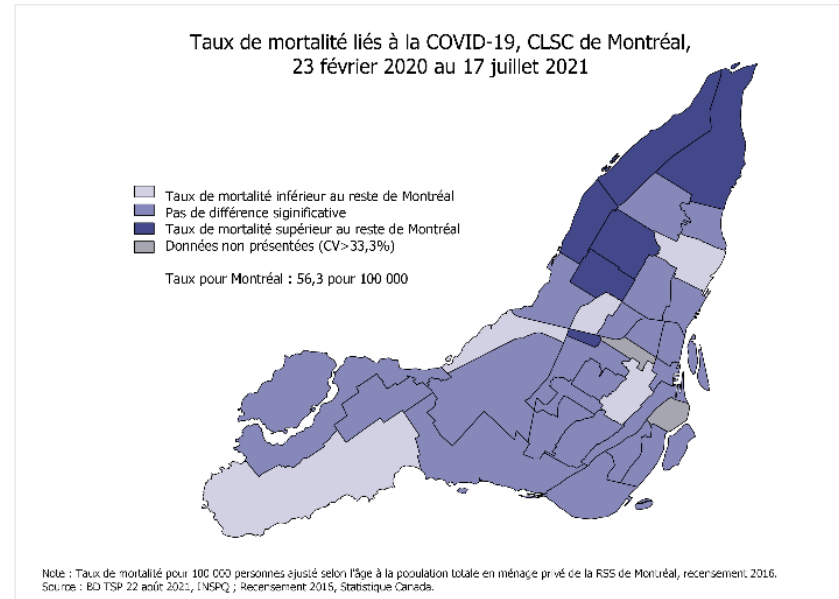 Taux de mortalité liés à la COVID-19, CLSC de Montréal,
23 février 2020 au 17 juillet 2021
Taux de mortalité inférieur au reste de Montréal
Pas de différence siginificative
Taux de mortalité supérieur au reste de Montréal
Données non présentées (CV>33,3%)
Taux pour Montréal : 56,3 pour 100 000
Note : Taux de mortalité pour 100 000 personnes ajusté selon l'âge à la population totale en ménage privé de la RSS de Montréal, recensement 2016.
Source : BD TSP 22 août 2021, INSPQ ; Recensement 2016, Statistique Canada.